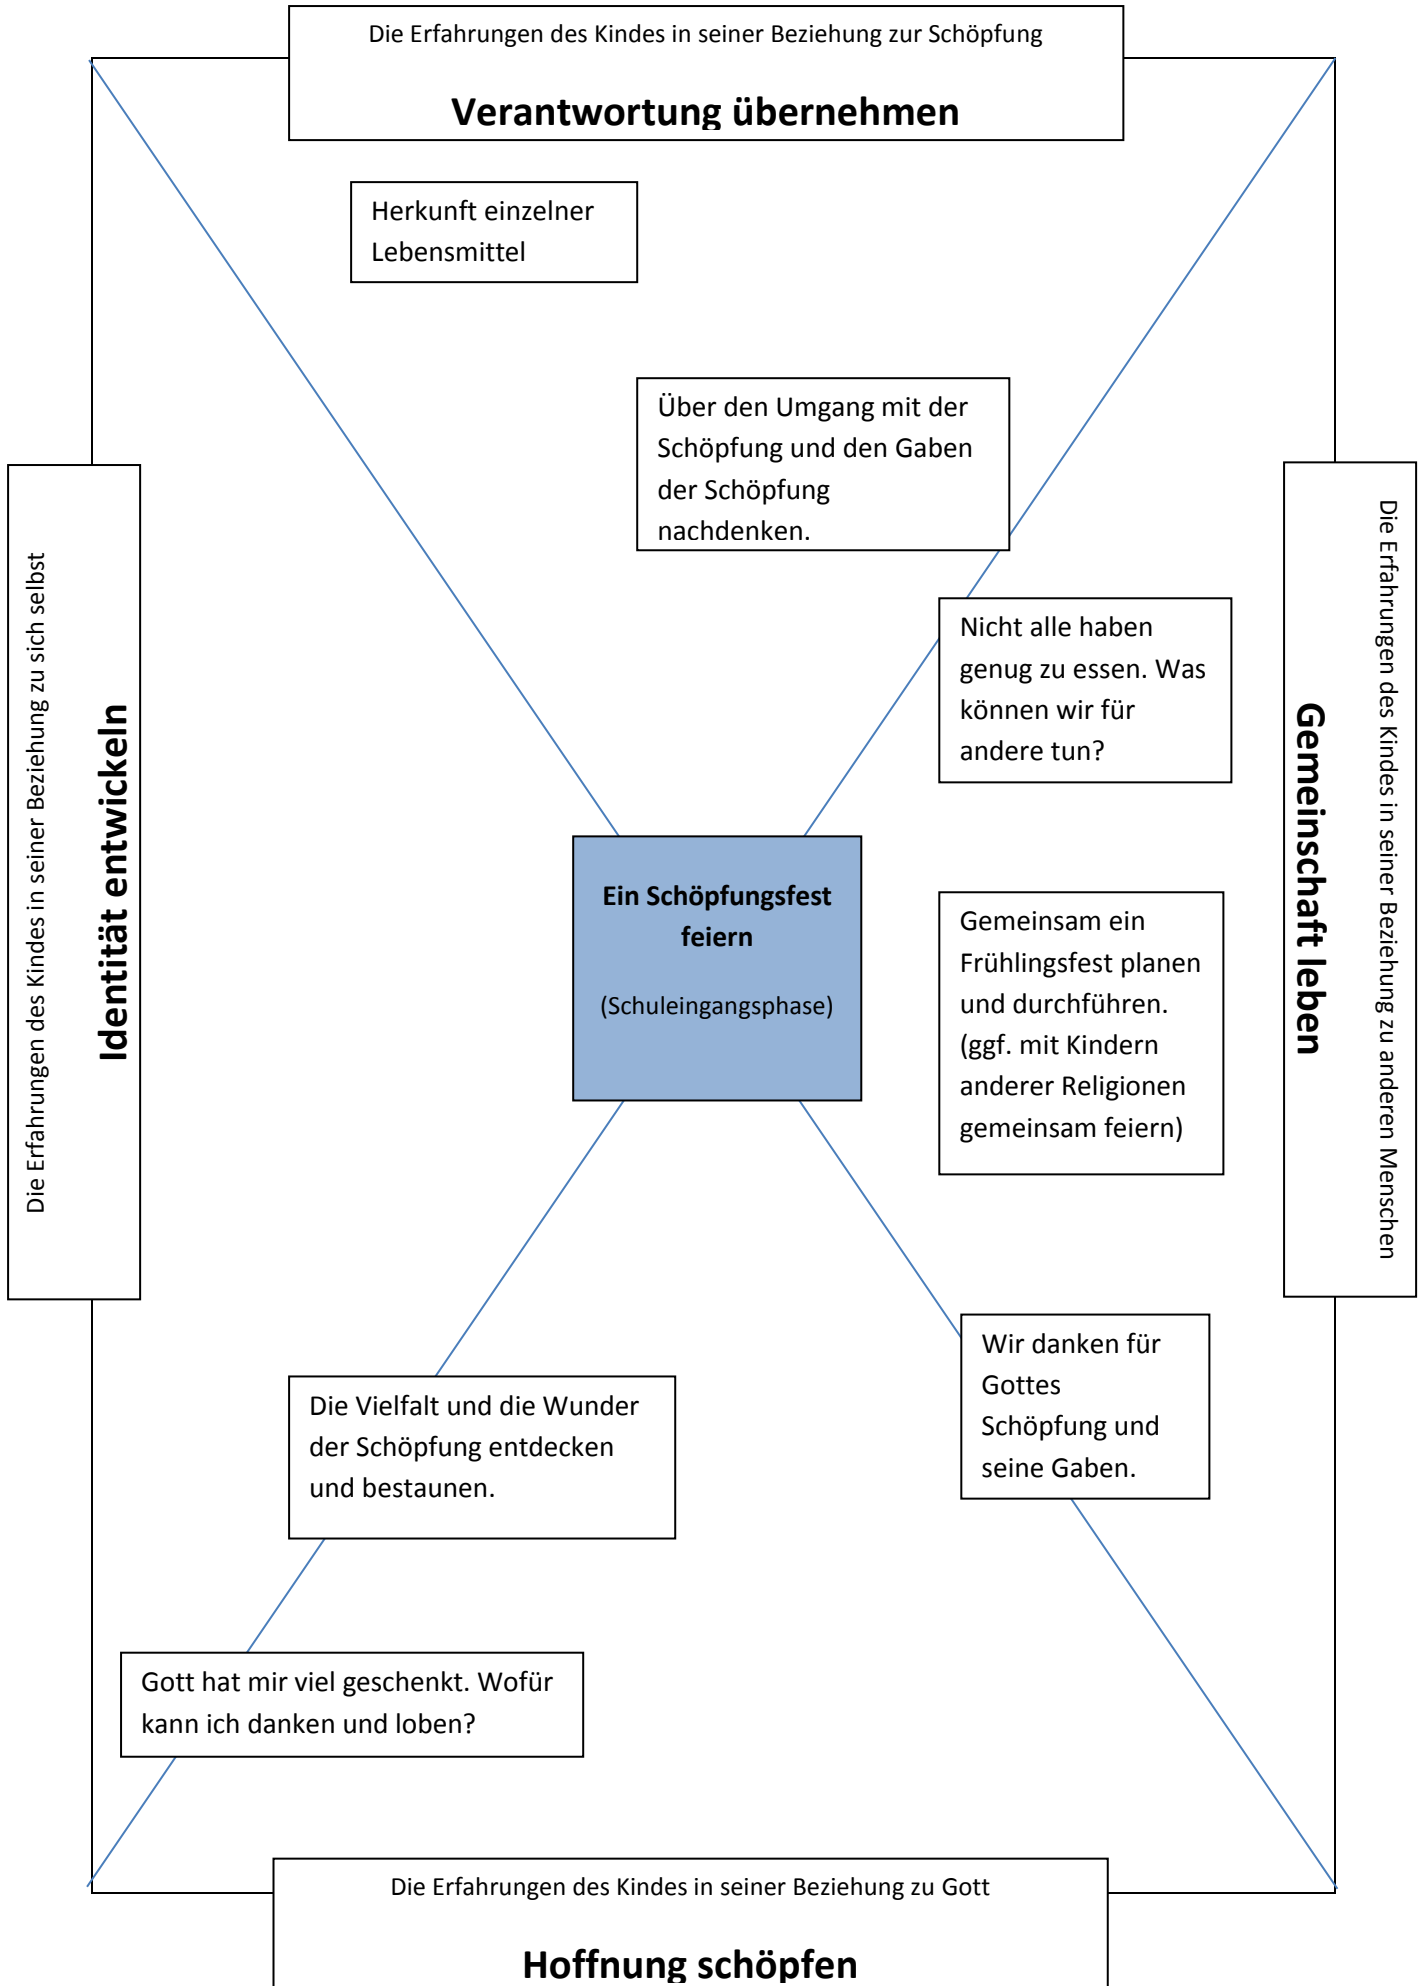 Die Erfahrungen des Kindes in seiner Beziehung zur Schöpfung
Verantwortung übernehmen
Herkunft einzelner
Lebensmittel
Über den Umgang mit der
Schöpfung und den Gaben
der Schöpfung
nachdenken.
Die Erfahrungen des Kindes in seiner Beziehung zu sich selbst
Identität entwickeln
Nicht alle haben
genug zu essen. Was
können wir für
andere tun?
Die Erfahrungen des Kindes in seiner Beziehung zu anderen Menschen
Gemeinschaft leben
Ein Schöpfungsfest
feiern
(Schuleingangsphase)
Gemeinsam ein
Frühlingsfest planen
und durchführen.
(ggf. mit Kindern
anderer Religionen
gemeinsam feiern)
Wir danken für
Gottes
Schöpfung und
seine Gaben.
Die Vielfalt und die Wunder
der Schöpfung entdecken
und bestaunen.
Gott hat mir viel geschenkt. Wofür
kann ich danken und loben?
Die Erfahrungen des Kindes in seiner Beziehung zu Gott
Hoffnung schöpfen